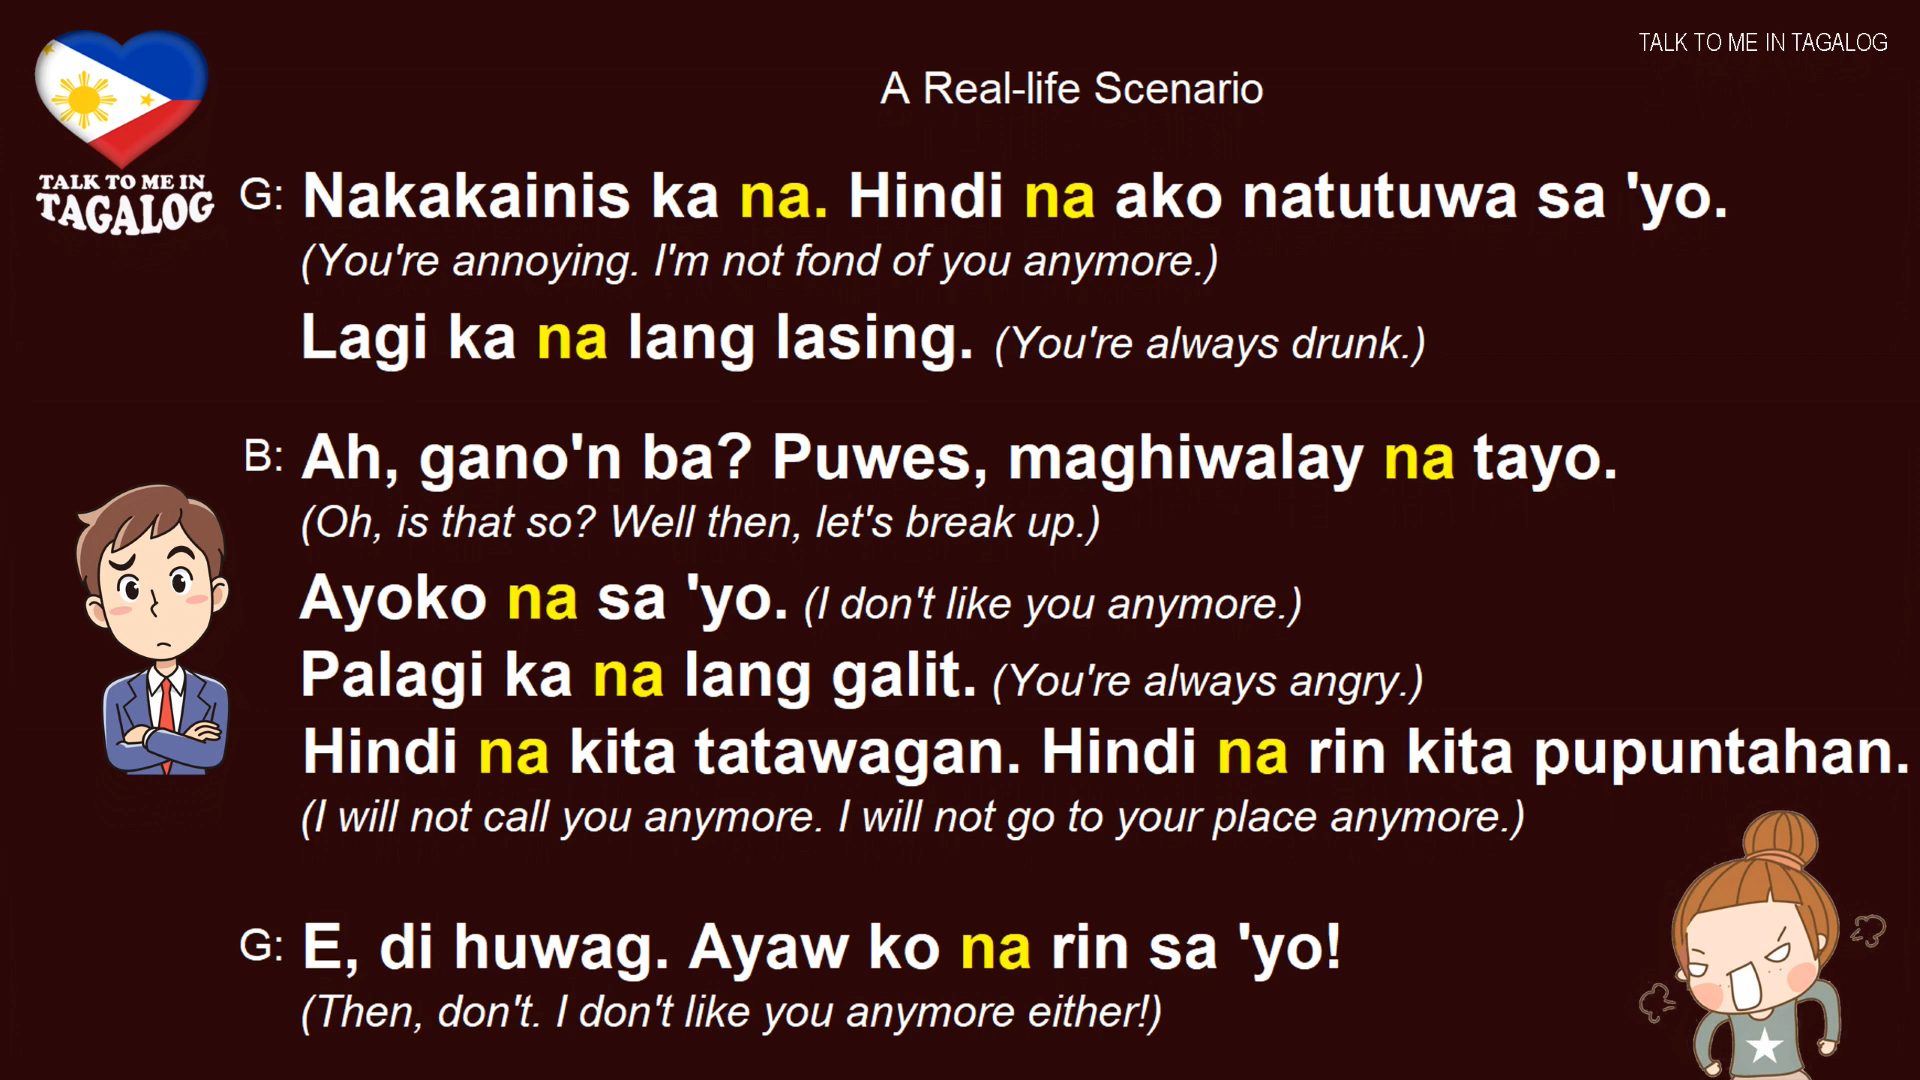 TALK TO ME IN TAGALOG
A Real-life Scenario
TALK TO ME IN
TAGALOG
G: Nakakainis ka na. Hindi na ako natutuwa sa 'yo.
(You're annoying. I'm not fond of you anymore.)
Lagi ka na lang lasing. (You're always drunk.)
B: Ah, gano'n ba? Puwes, maghiwalay na tayo.
(Oh, is that so? Well then, let's break up.)
Ayoko na sa 'yo. (I don't like you anymore.)
Palagi ka na lang galit. (You're always angry.)
Hindi na kita tatawagan. Hindi na rin kita pupuntahan.
(I will not call you anymore. I will not go to your place anymore.)
G: E, di huwag. Ayaw ko na rin sa 'yo!
(Then, don't. I don't like you anymore either!)